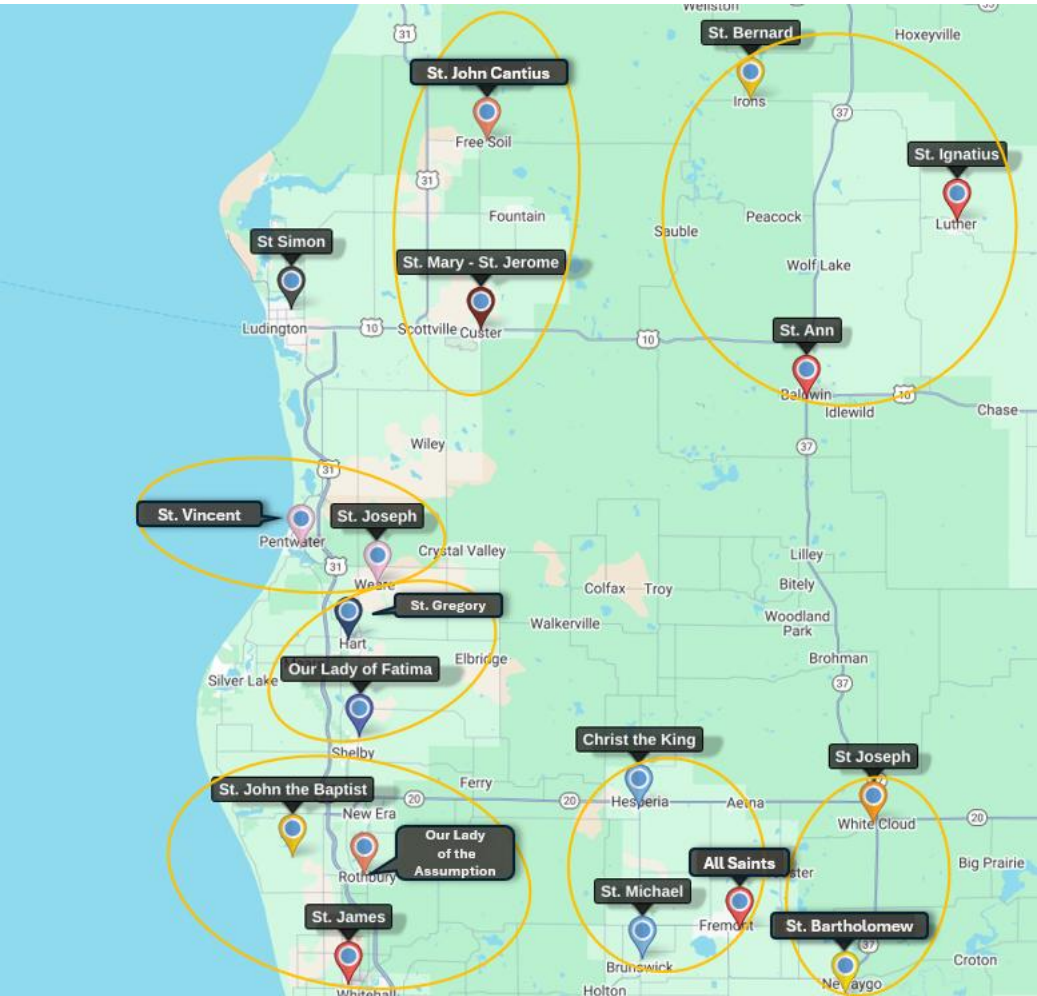 Wellston
31
St. Bernard
Hoxeyville
St. John Cantius
Irons
37
Free Soil
St. Ignatius
31
Fountain
Peacock
Luther
Sauble
St Simon
St. Mary - St. Jerome
Wolf Lake
Ludington
10
Scottville
Custer
10
St. Ann
Baldwin
10
Idlewild
Chase
Wiley
37
31
St. Vincent
St. Joseph
Pentwater
Crystal Valley
Lilley
31
Weare
Colfax
Troy
Bitely
St. Gregory
Walkerville
Woodland
Park
Hart
Elbridge
Brohman
Our Lady of Fatima
Silver Lake
37
Shelby
Christ the King
St Joseph
St. John the Baptist
Ferry
20
New Era
20
Hesperia
Aetna
White Cloud
20
Our Lady
of the
Assumption
Rothbury
All Saints
Big Prairie
St. Michael
St. James
Fremont
St. Bartholomew
37
Brunswick
Croton
Newaygo
Whitehall
Holton